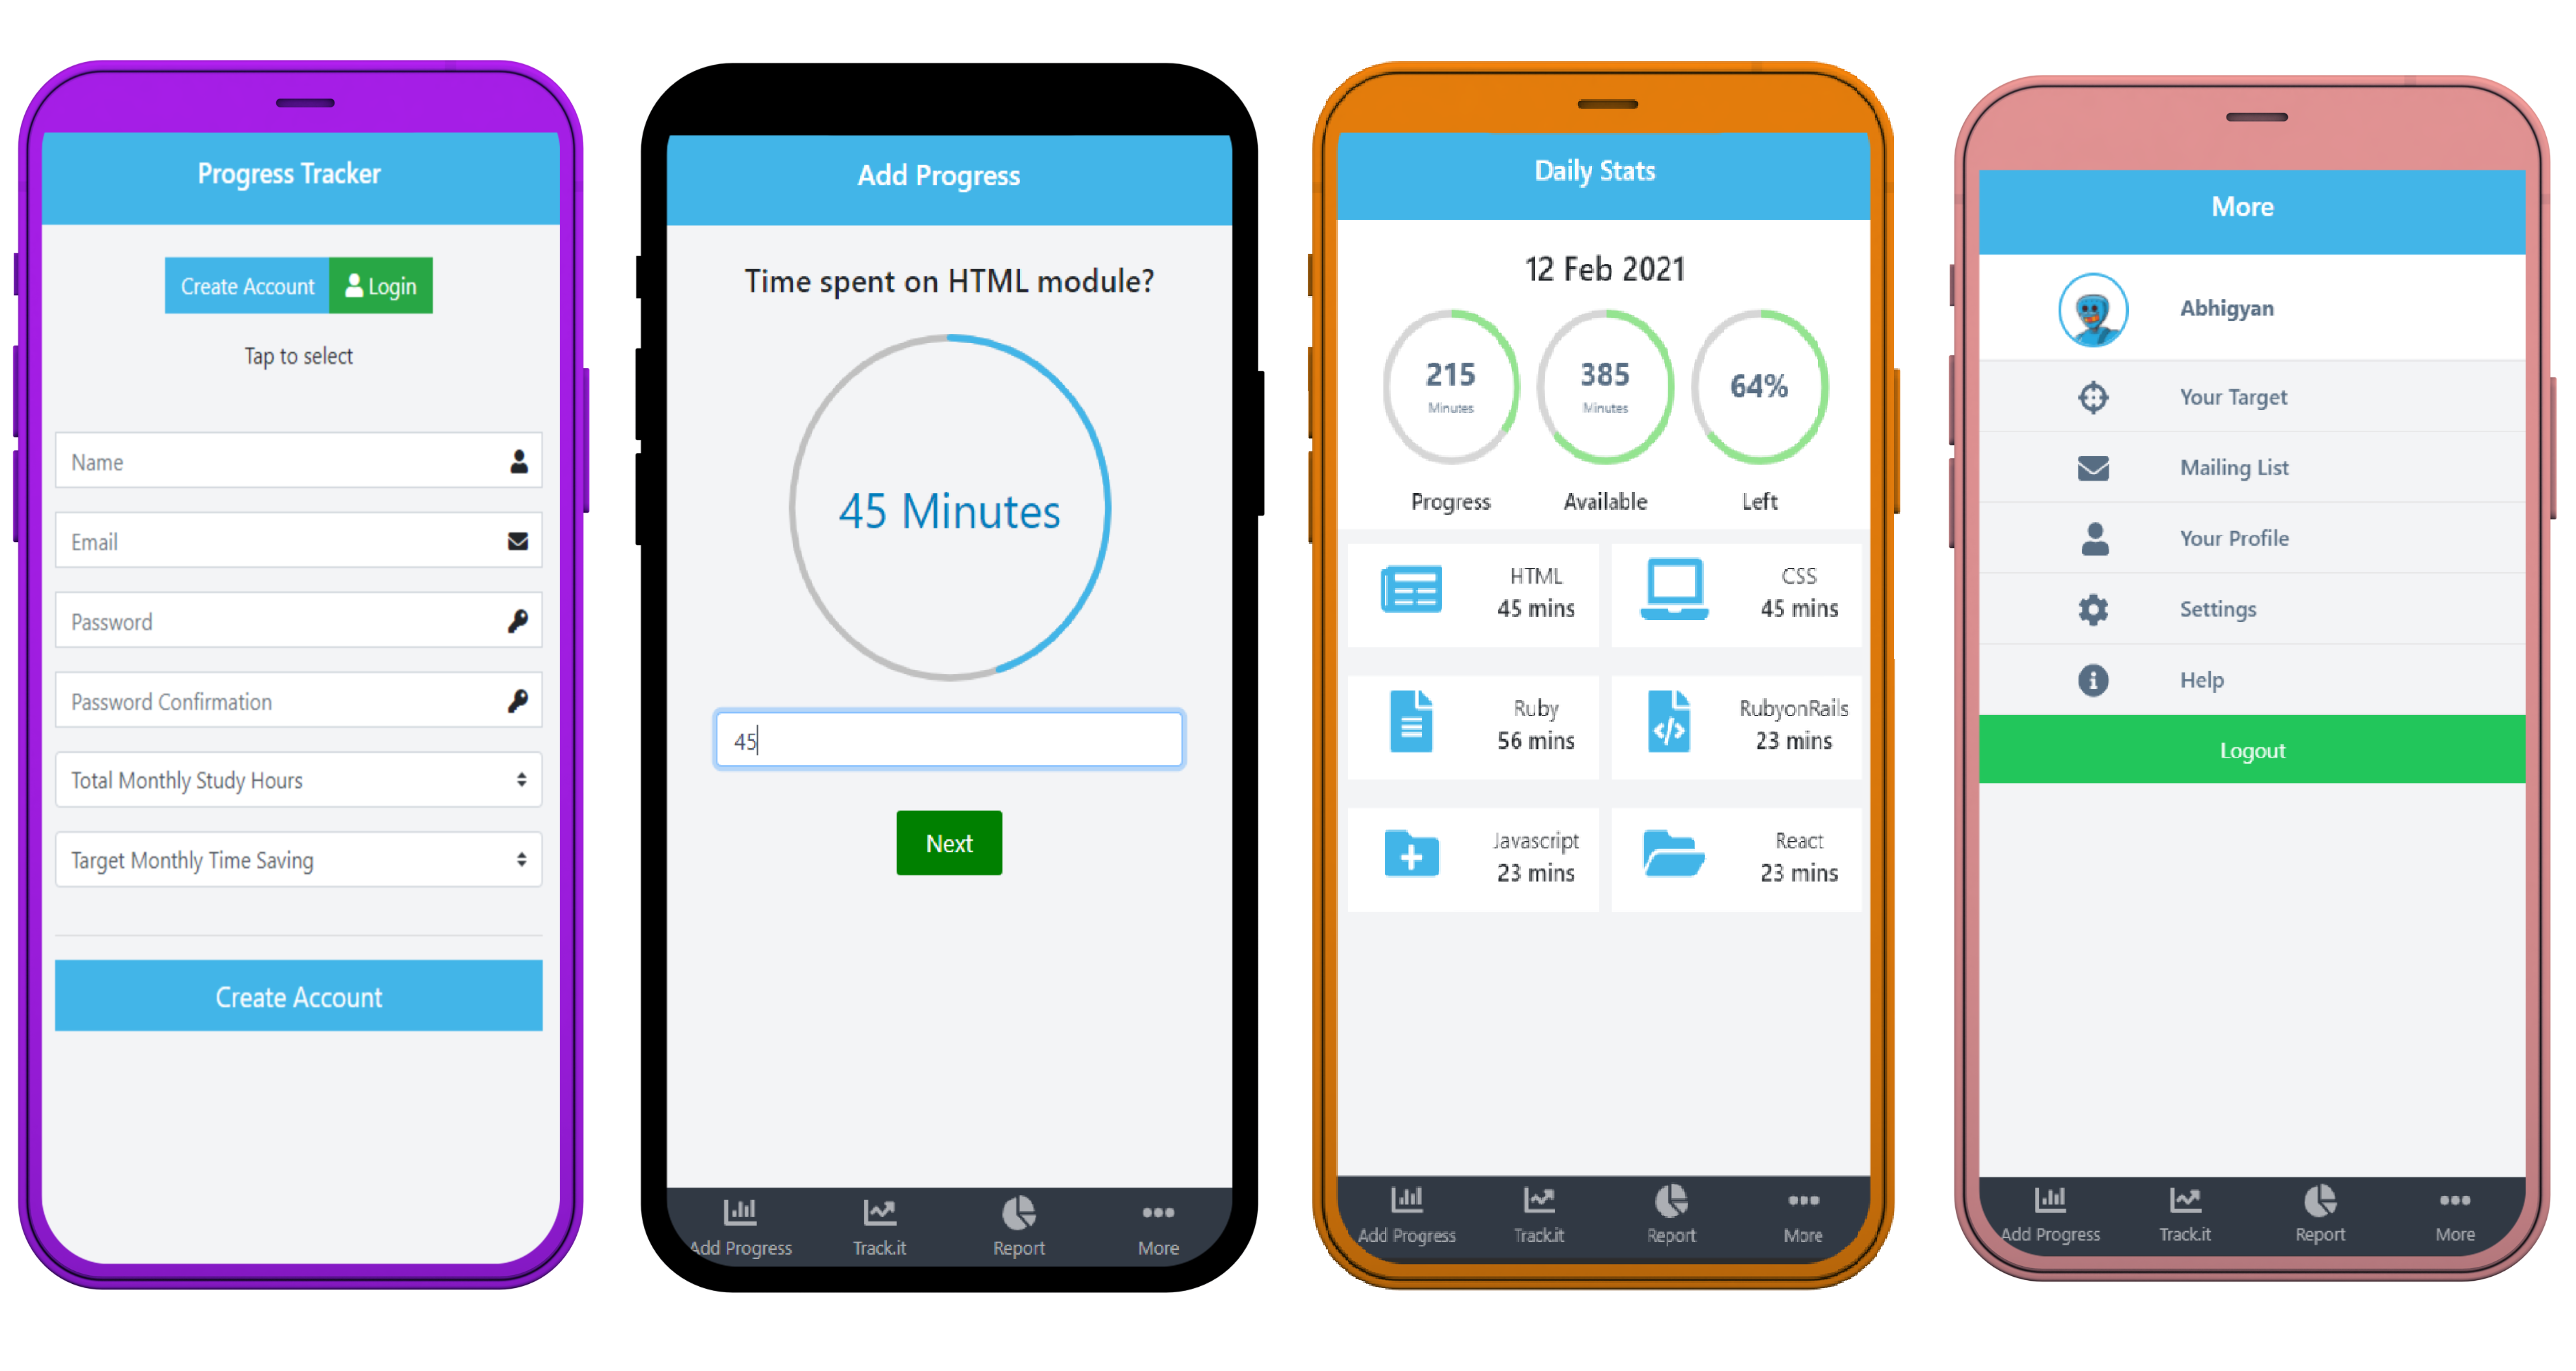 Progress Tracker
Create Account
Login
Tap to select
Name
Email
Password
Password Confirmation
Total Monthly Study Hours
Target Monthly Time Saving
Create Account
Add Progress
Time spent on HTML module?
45 Minutes
45
Next
Add Progress Track.it Report More
Daily Stats
12 Feb 2021
215 385 64%
Minutes Minutes
Progress Available Left
HTML CSS
45 mins 45 mins
Ruby RubyonRails
56 mins 23 mins
Javascript React
23 mins 23 mins
Add Progress Track.it Report More
More
Abhigyan
Your Target
Mailing List
Your Profile
Settings
Help
Logout
Add Progress Track.it Report More